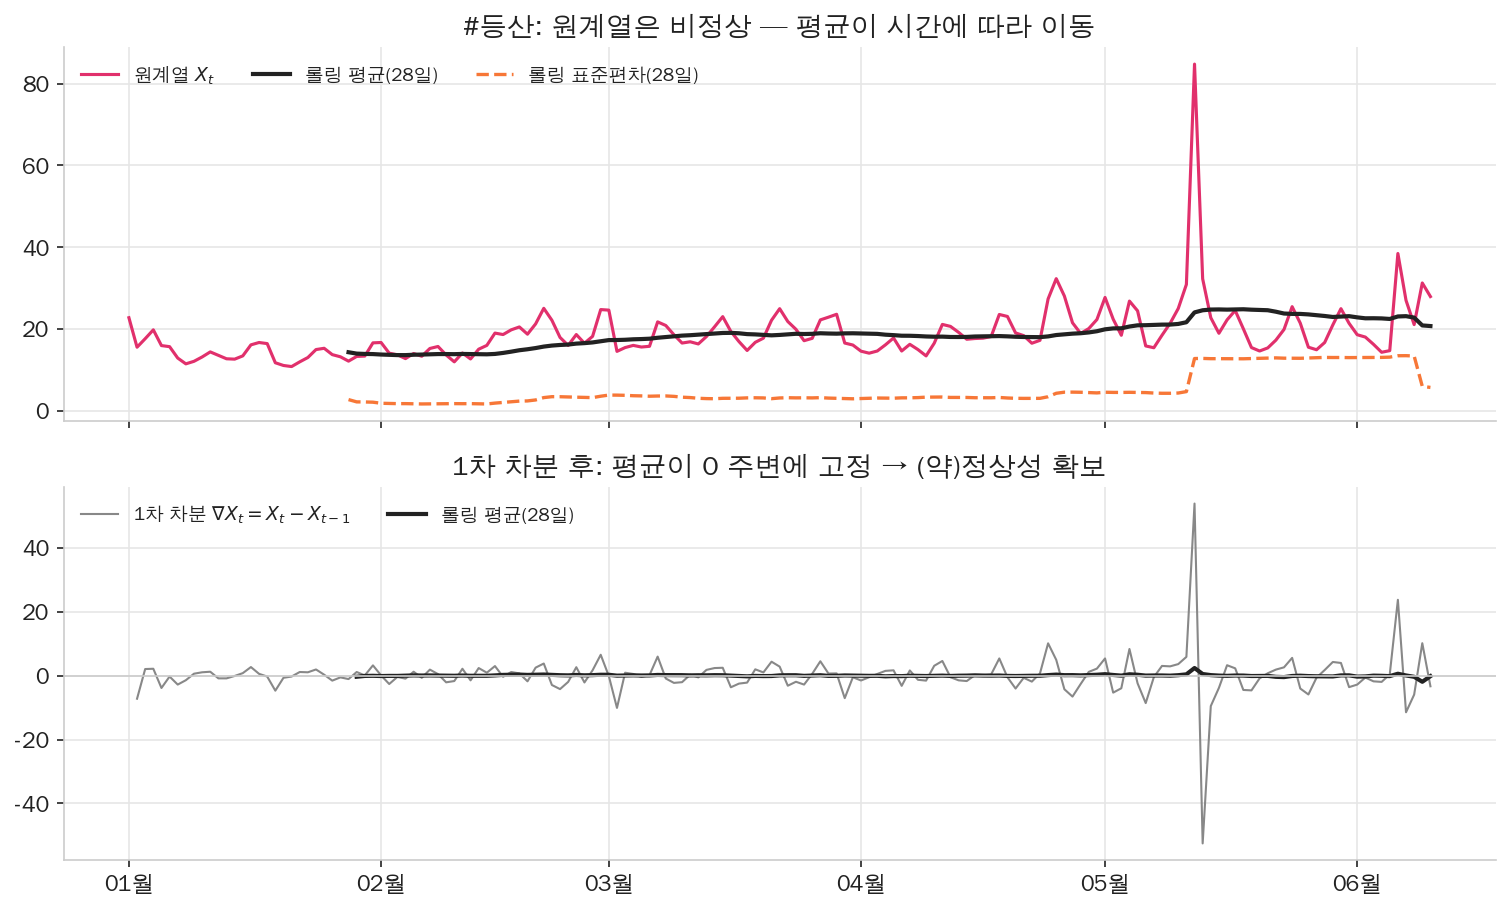 #등산: 원계열은 비정상 — 평균이 시간에 따라 이동
원계열 Xₜ 롤링 평균(28일) 롤링 표준편차(28일)
80
60
40
20
0
1차 차분 후: 평균이 0 주변에 고정 → (약)정상성 확보
1차 차분 ∇Xₜ = Xₜ − Xₜ₋₁ 롤링 평균(28일)
40
20
0
-20
-40
01월 02월 03월 04월 05월 06월